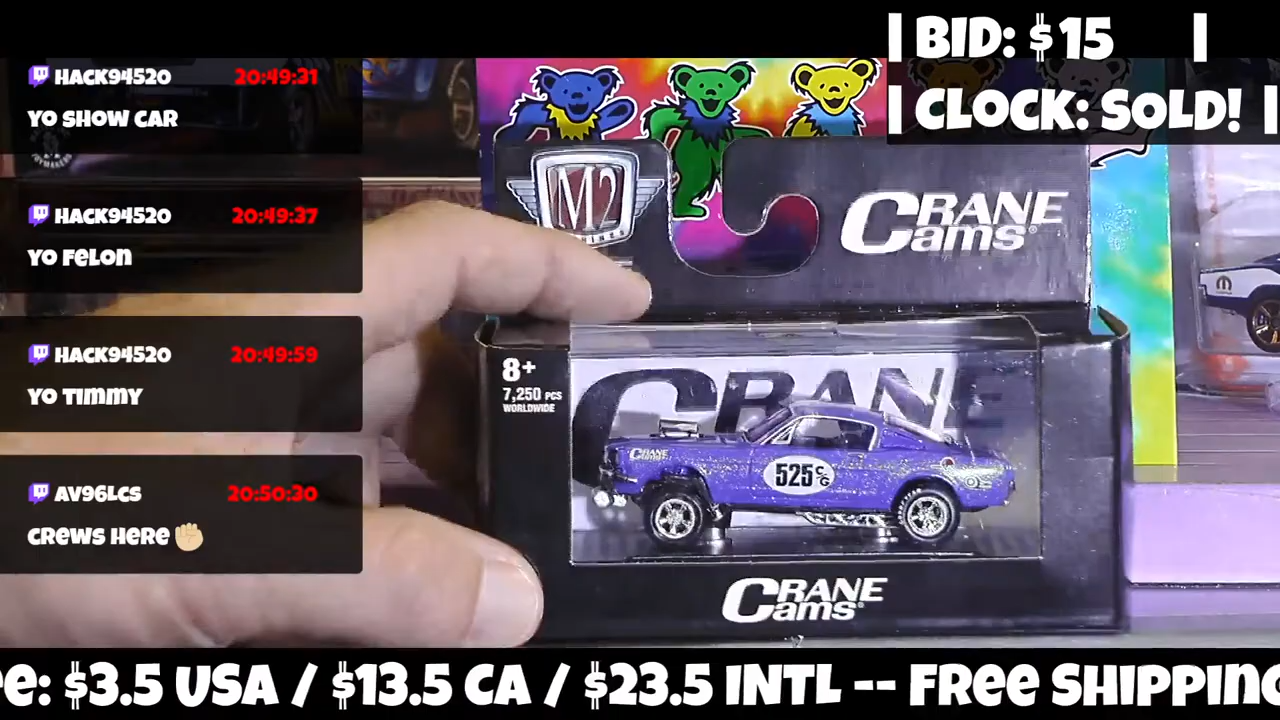 | BID: $15 |
| CLOCK: SOLD! |
HACK94520 20:49:31
YO SHOW CAR
HACK94520 20:49:37
YO FELON
HACK94520 20:49:59
YO TIMMY
AV96LCS 20:50:30
CREWS HERE ✊🏼
M2
CRANE
Cams®
8+
7,250 PCS
WORLDWIDE
CRANE
CRANE
525 C/G
CRANE
Cams®
$3.5 USA / $13.5 CA / $23.5 INTL -- FREE SHIPPING